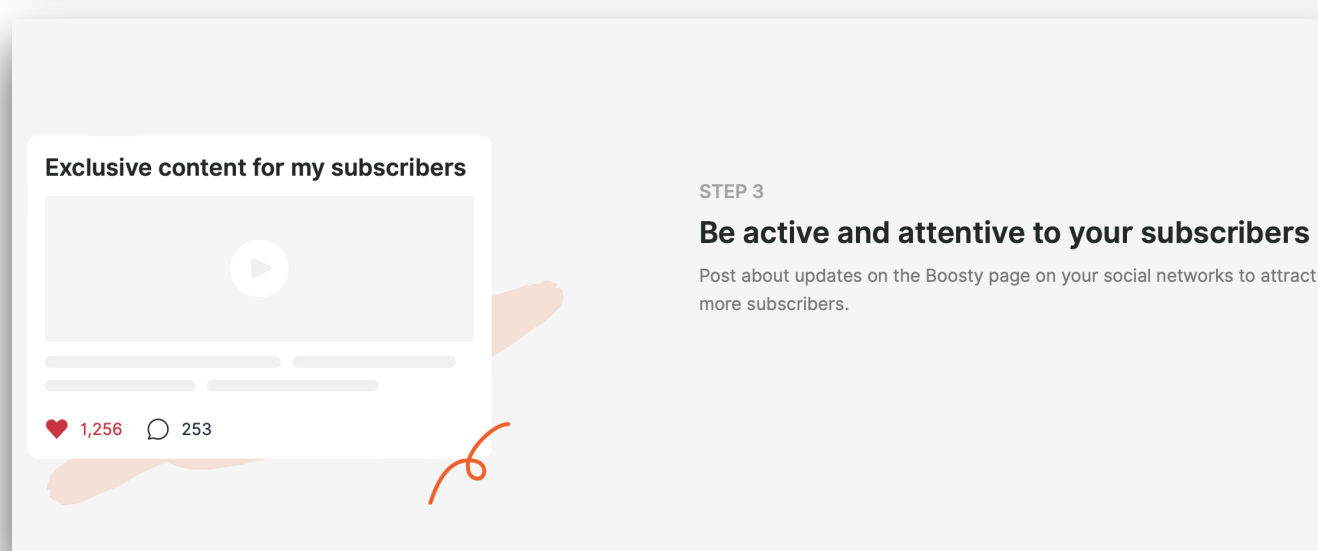 Exclusive content for my subscribers
1,256 253
STEP 3
Be active and attentive to your subscribers
Post about updates on the Boosty page on your social networks to attract
more subscribers.